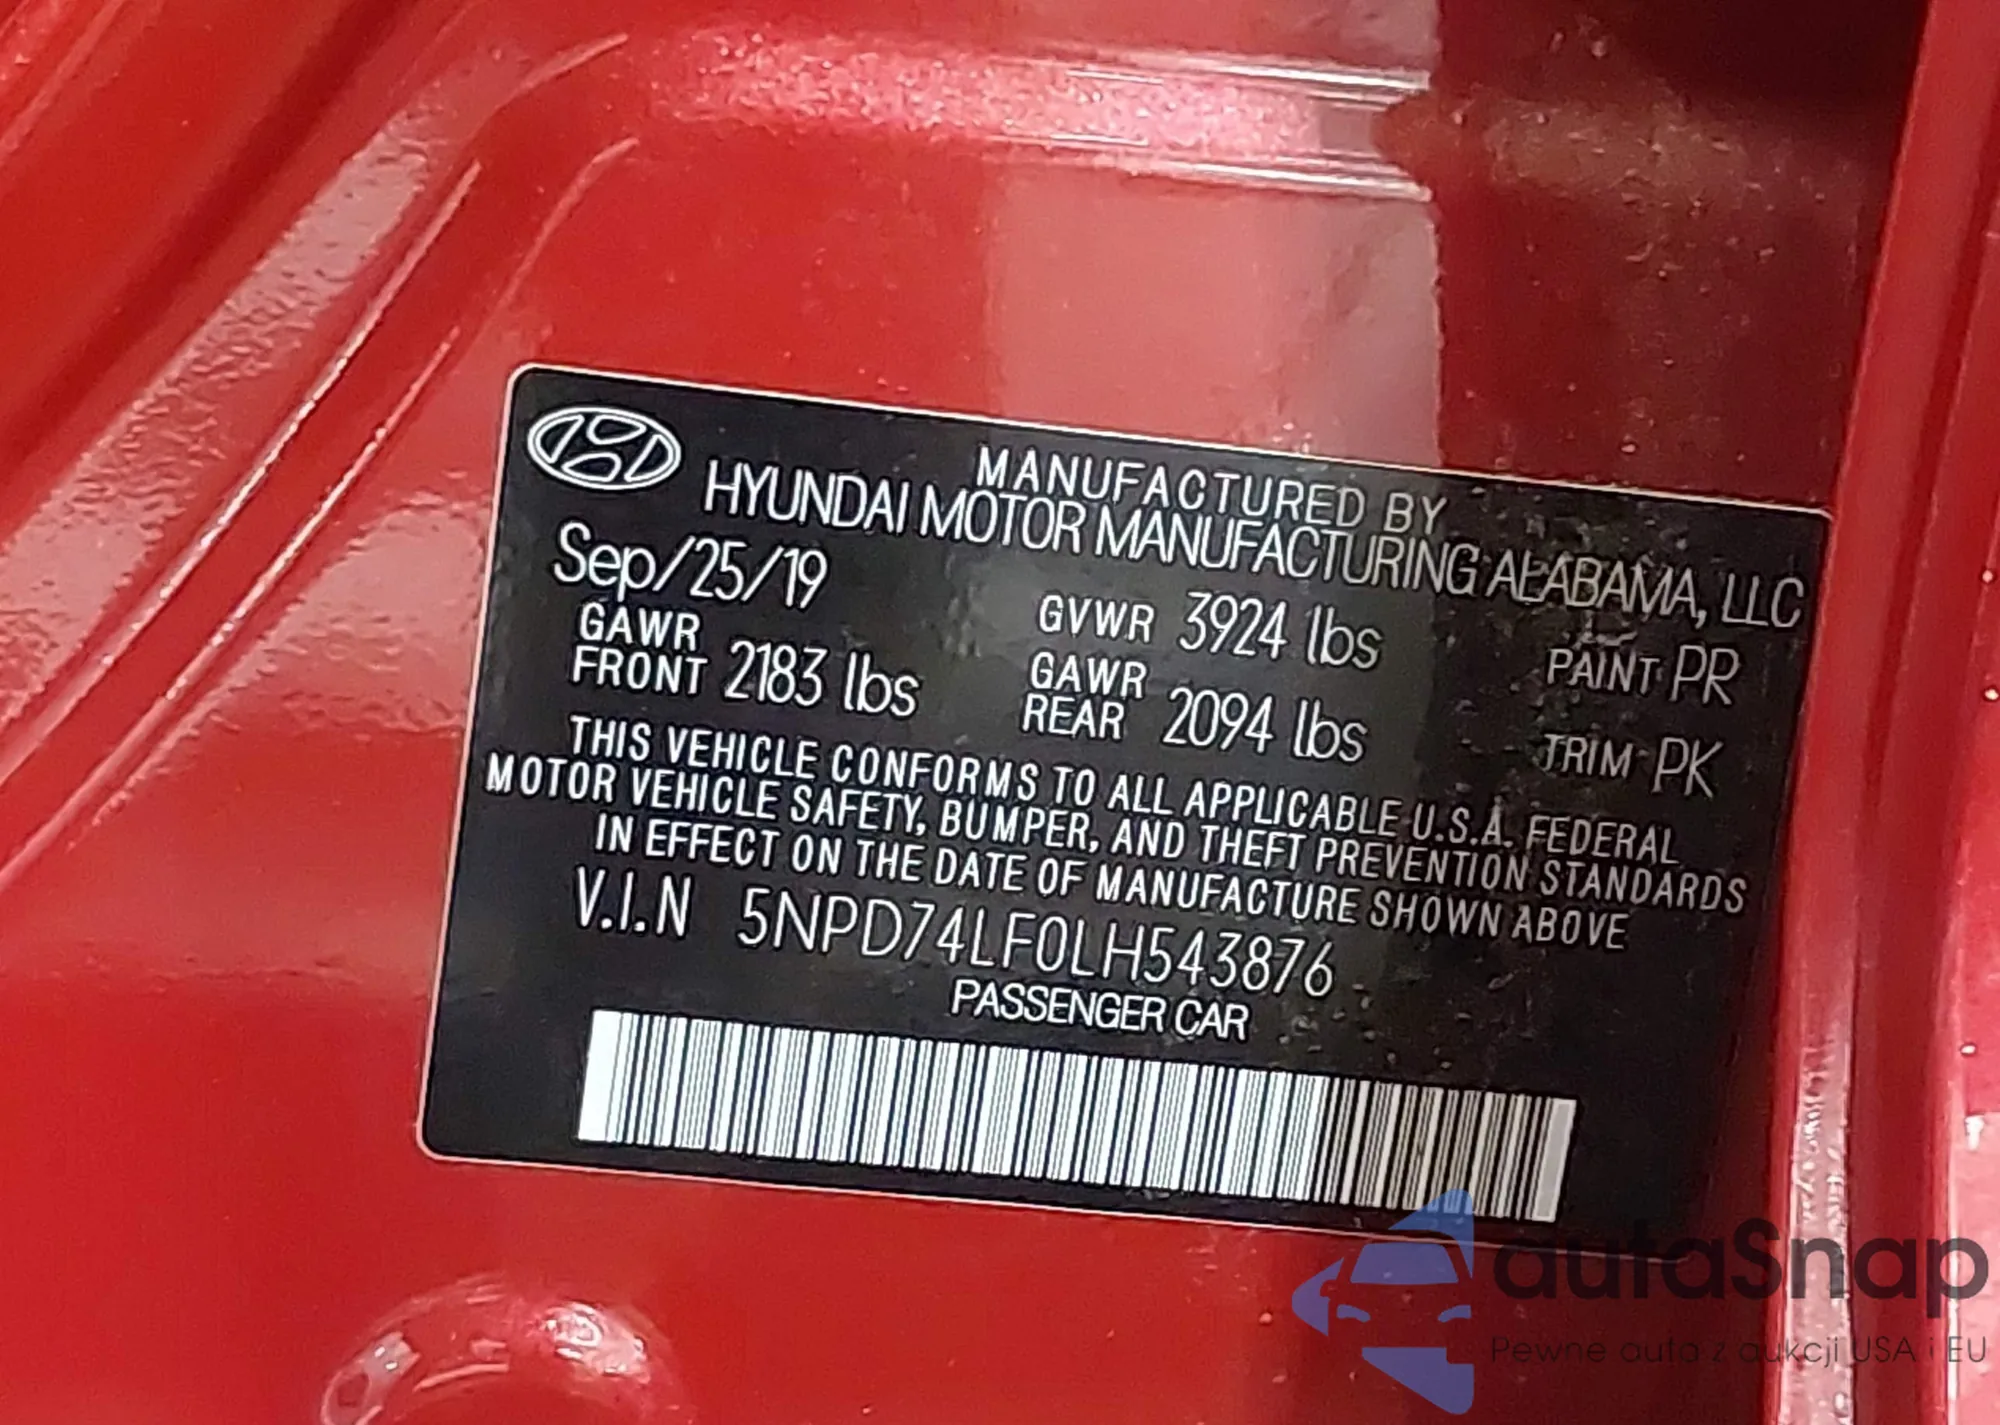 MANUFACTURED BY
HYUNDAI MOTOR MANUFACTURING ALABAMA, LLC
Sep/25/19 GVWR 3924 lbs PAINT PR
GAWR FRONT 2183 lbs GAWR REAR 2094 lbs TRIM PK
THIS VEHICLE CONFORMS TO ALL APPLICABLE U.S.A. FEDERAL
MOTOR VEHICLE SAFETY, BUMPER, AND THEFT PREVENTION STANDARDS
IN EFFECT ON THE DATE OF MANUFACTURE SHOWN ABOVE
V.I.N 5NPD74LF0LH543876
PASSENGER CAR
autaSnap
Pewne auta z aukcji USA i EU